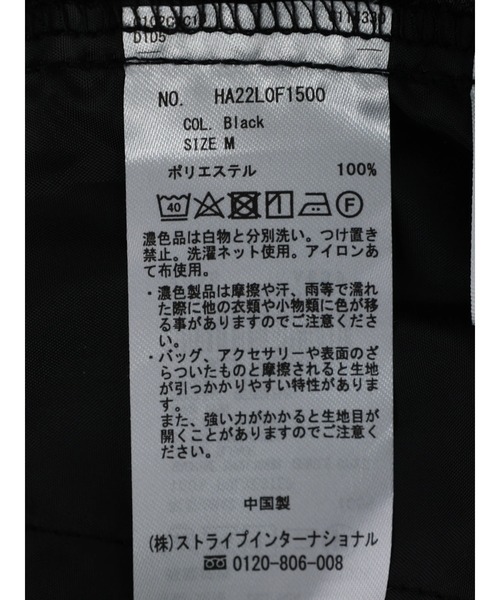 D1D5
NO. HA22L0F1500
COL. Black
SIZE M
ポリエステル 100%
40
F
濃色品は白物と分別洗い。つけ置き
禁止。洗濯ネット使用。アイロンあ
て布使用。
・濃色製品は摩擦や汗、雨等で濡れ
た際に他の衣類や小物類に色が移
る事がありますのでご注意くださ
い。
・バッグ、アクセサリーや表面のざ
らついたものと摩擦されると生地
が引っかかりやすい特性がありま
す。
また、強い力がかかると生地目が
開くことがありますのでご注意く
ださい。
中国製
(株)ストライプインターナショナル
0120-806-008